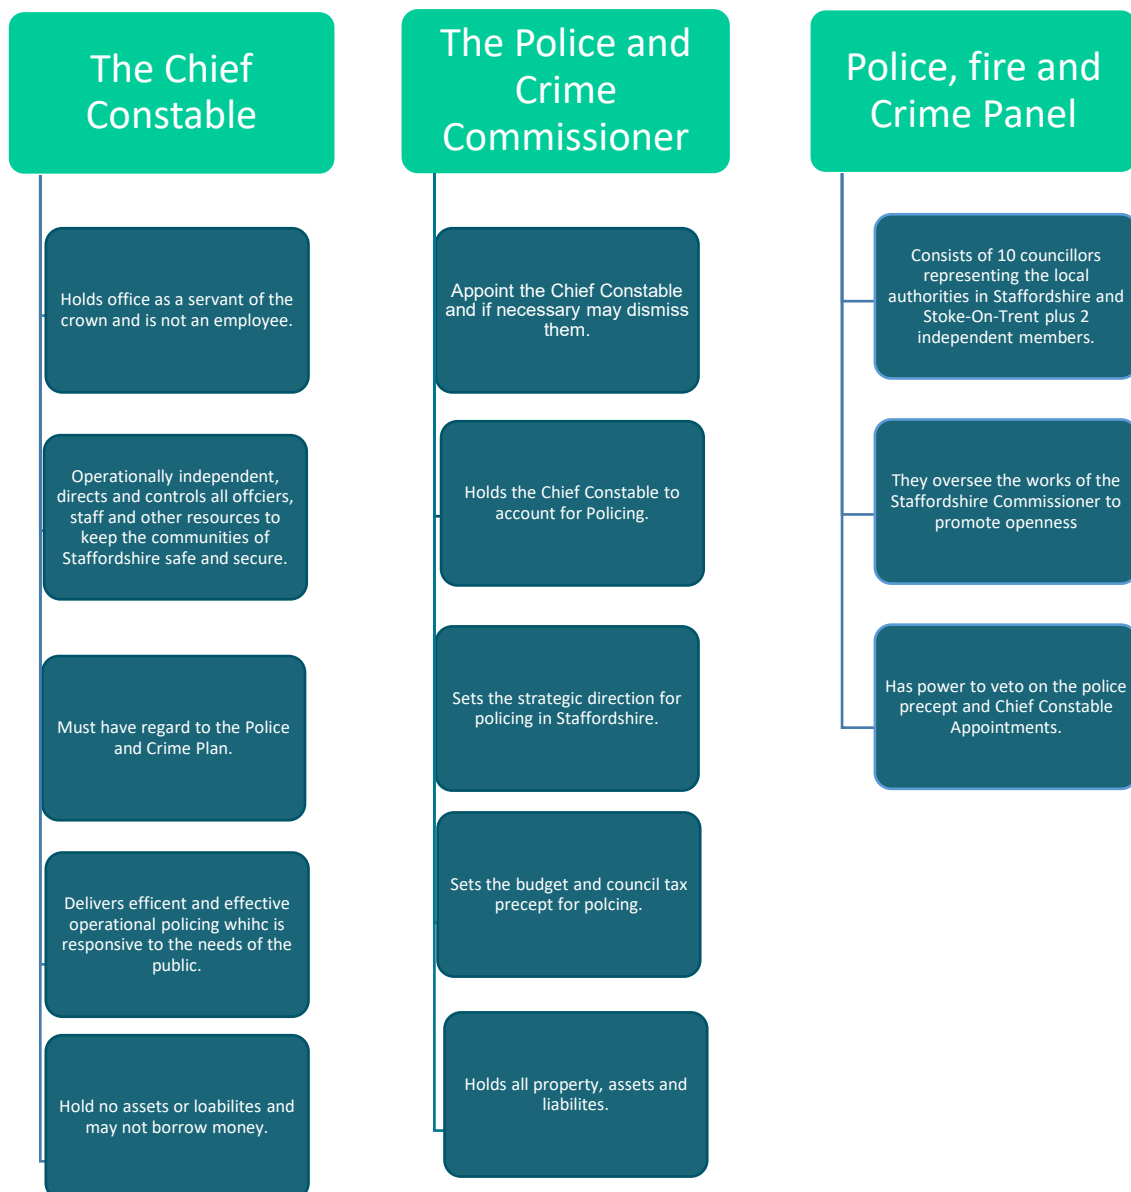 The Chief
Constable
Holds office as a servant of the
crown and is not an employee.
Operationally independent,
directs and controls all offciers,
staff and other resources to
keep the communities of
Staffordshire safe and secure.
Must have regard to the Police
and Crime Plan.
Delivers efficent and effective
operational policing whihc is
responsive to the needs of the
public.
Hold no assets or loabilites and
may not borrow money.
The Police and
Crime
Commissioner
Appoint the Chief Constable
and if necessary may dismiss
them.
Holds the Chief Constable to
account for Policing.
Sets the strategic direction for
policing in Staffordshire.
Sets the budget and council tax
precept for polcing.
Holds all property, assets and
liabilites.
Police, fire and
Crime Panel
Consists of 10 councillors
representing the local
authorities in Staffordshire and
Stoke-On-Trent plus 2
independent members.
They oversee the works of the
Staffordshire Commissioner to
promote openness
Has power to veto on the police
precept and Chief Constable
Appointments.